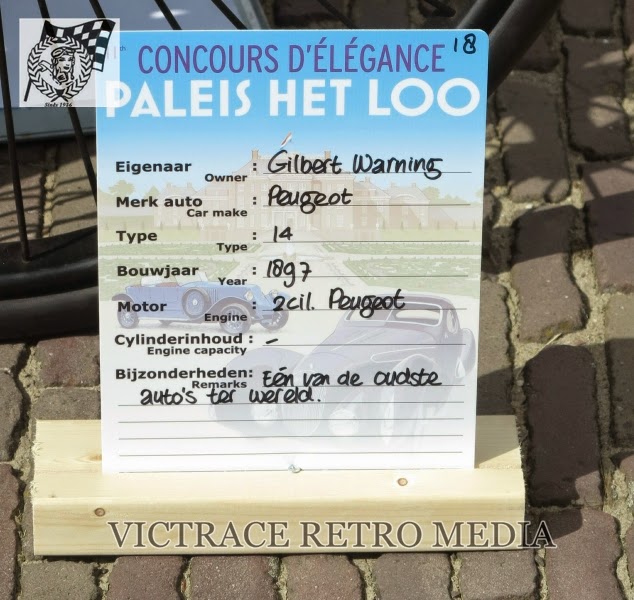 Sinds 1926
CONCOURS D'ÉLÉGANCE 18
PALEIS HET LOO
Eigenaar : Gilbert Warning
Owner
Merk auto : Peugeot
Car make
Type : 14
Type
Bouwjaar : 1897
Year
Motor : 2cil. Peugeot
Engine
Cylinderinhoud : -
Engine capacity
Bijzonderheden: Eén van de oudste
Remarks
auto's ter wereld.
VICTRACE RETRO MEDIA